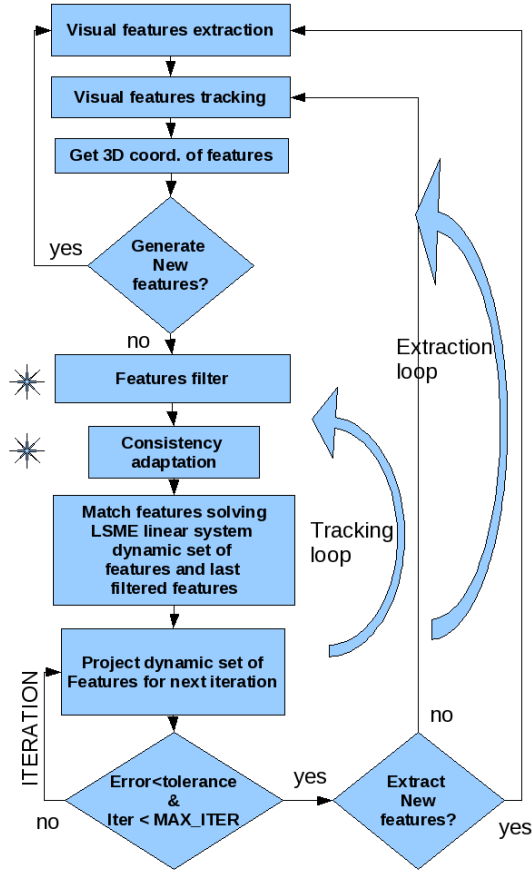 Visual features extraction
Visual features tracking
Get 3D coord. of features
yes
Generate
New
features?
no
Features filter
Consistency
adaptation
Match features solving
LSME linear system
dynamic set of
features and last
filtered features
Extraction
loop
Tracking
loop
Project dynamic set of
Features for next iteration
ITERATION
Error<tolerance
&
Iter < MAX_ITER
no
yes
Extract
New
features?
no
yes